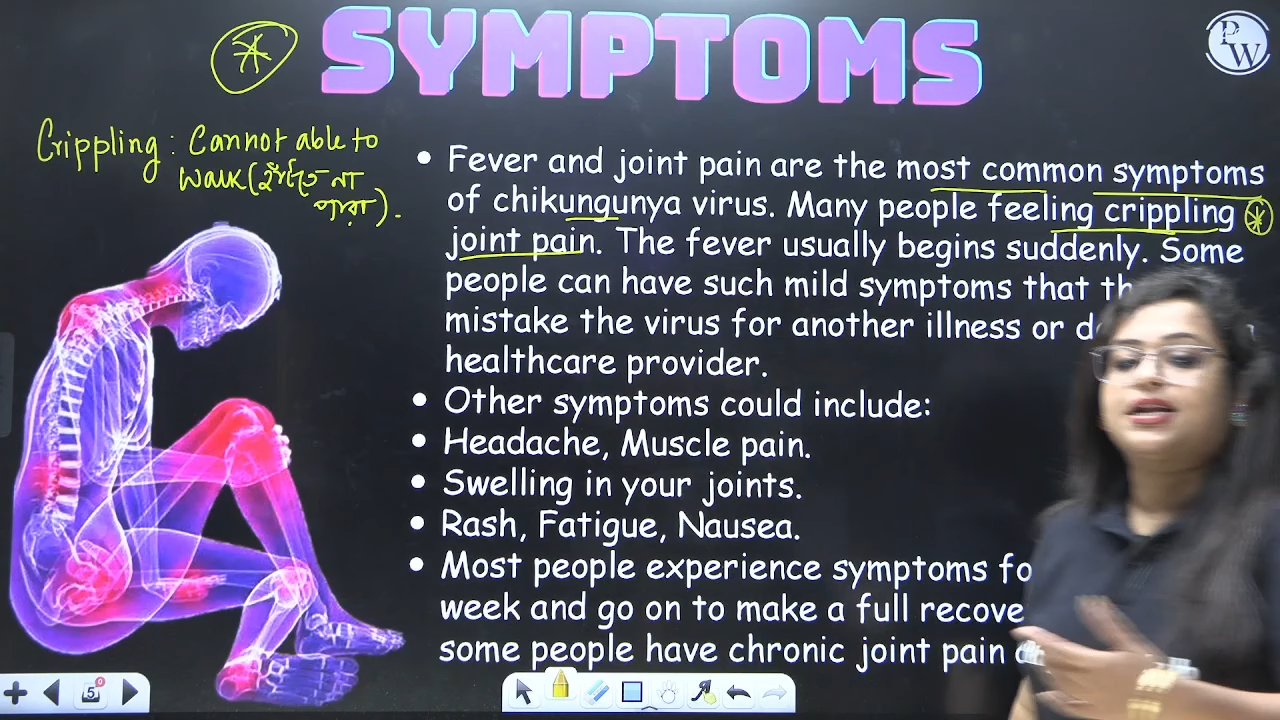 SYMPTOMS
PW
Crippling : Cannot able to
walk (হাঁটতে না
পারা).
• Fever and joint pain are the most common symptoms
of chikungunya virus. Many people feeling crippling
joint pain. The fever usually begins suddenly. Some
people can have such mild symptoms that
mistake the virus for another illness or
healthcare provider.
• Other symptoms could include:
• Headache, Muscle pain.
• Swelling in your joints.
• Rash, Fatigue, Nausea.
• Most people experience symptoms
week and go on to make a full
some people have chronic joint pain
5
0